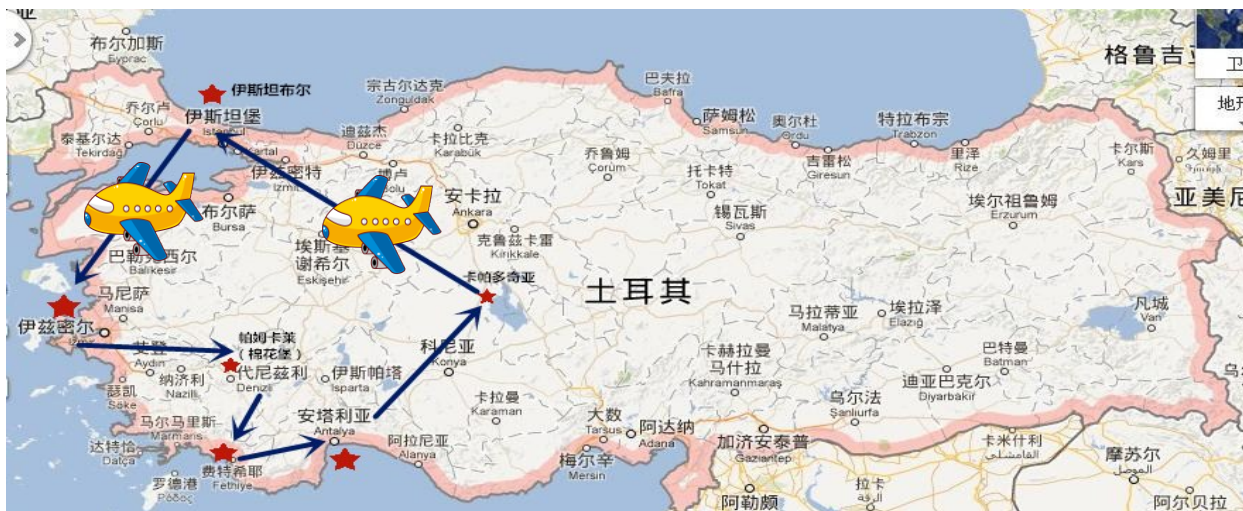 布尔加斯
Бургас
伊斯坦布尔
伊斯坦堡
Istanbul
乔尔卢
Çorlu
泰基尔达
Tekirdağ
Kartal
伊兹密特
İzmit
宗古尔达克
Zonguldak
迪兹杰
Düzce
卡拉比克
Karabük
博卢
Bolu
巴夫拉
Bafra
萨姆松
Samsun
奥尔杜
Ordu
吉雷松
Giresun
特拉布宗
Trabzon
里泽
Rize
格鲁吉亚
卫
地形
卡尔斯
Kars
久姆里
亚美尼
乔鲁姆
Çorum
托卡特
Tokat
安卡拉
Ankara
锡瓦斯
Sivas
埃尔祖鲁姆
Erzurum
布尔萨
Bursa
埃斯基
谢希尔
Eskişehir
克鲁兹卡雷
Kırıkkale
巴勒克西尔
Balıkesir
卡帕多奇亚
土耳其
马尼萨
Manisa
伊兹密尔
İzmir
帕姆卡莱
（棉花堡）
代尼兹利
Denizli
艾登
Aydın
纳济利
Nazilli
瑟凯
Söke
伊斯帕塔
Isparta
科尼亚
Konya
马拉蒂亚
Malatya
埃拉泽
Elazığ
凡城
Van
卡赫拉曼
马什拉
Kahramanmaraş
巴特曼
Batman
迪亚巴克尔
Diyarbakır
马尔马里斯
Marmaris
达特恰
Datça
安塔利亚
Antalya
卡拉曼
Karaman
大数
Tarsus
阿达纳
Adana
乌尔法
Şanlıurfa
费特希耶
Fethiye
罗德港
Ρόδος
阿拉尼亚
Alanya
梅尔辛
Mersin
加济安泰普
Gaziantep
卡米什利
القامشلي
摩苏尔
الموصل
阿勒颇
拉卡
الرقة
阿尔贝拉